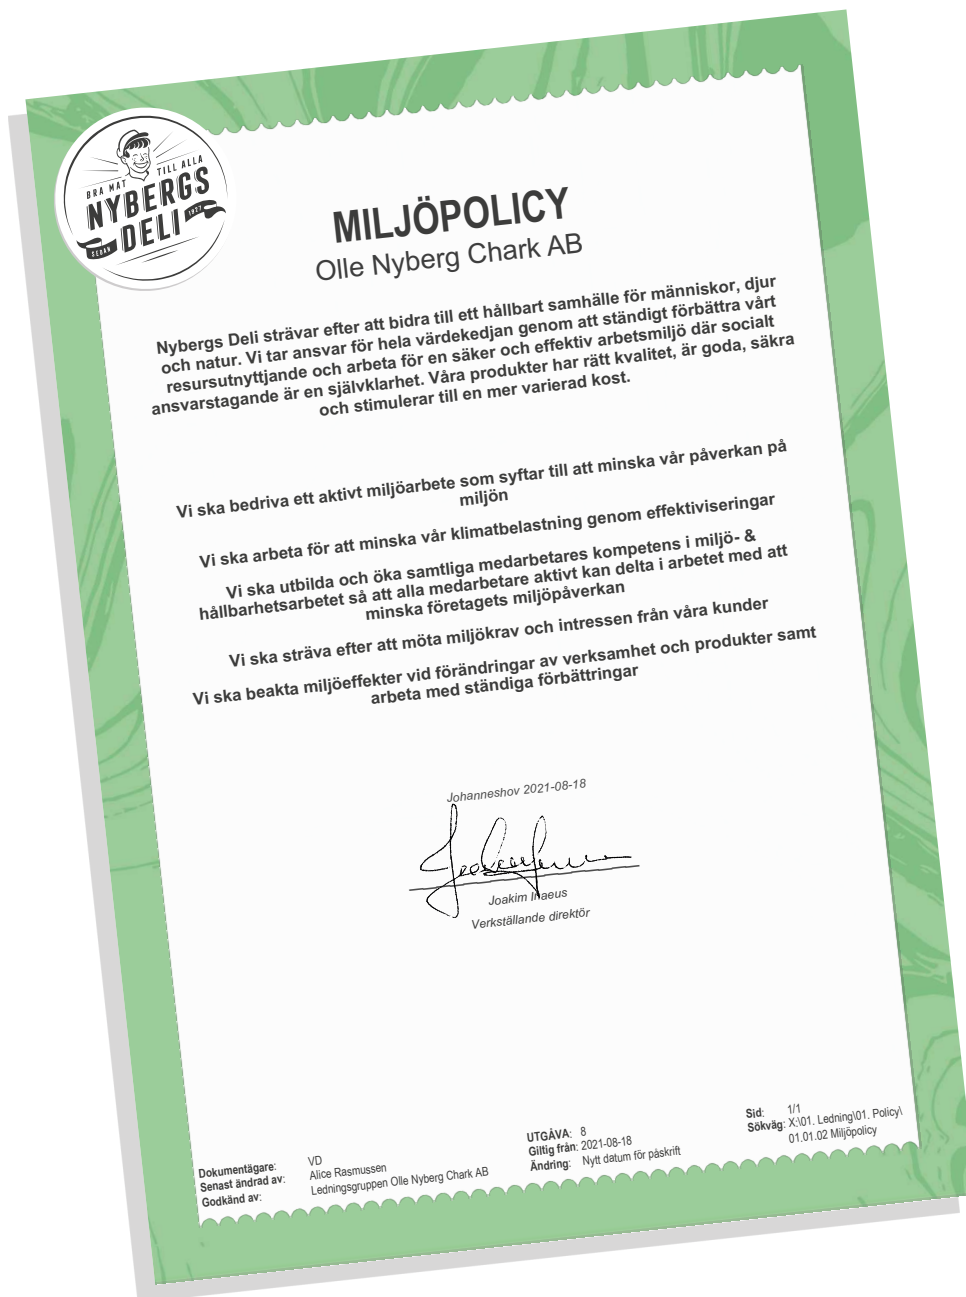 BRA MAT TILL ALLA
NYBERGS
DELI
SEDAN 1927
MILJÖPOLICY
Olle Nyberg Chark AB
Nybergs Deli strävar efter att bidra till ett hållbart samhälle för människor, djur
och natur. Vi tar ansvar för hela värdekedjan genom att ständigt förbättra vårt
resursutnyttjande och arbeta för en säker och effektiv arbetsmiljö där socialt
ansvarstagande är en självklarhet. Våra produkter har rätt kvalitet, är goda, säkra
och stimulerar till en mer varierad kost.
Vi ska bedriva ett aktivt miljöarbete som syftar till att minska vår påverkan på
miljön
Vi ska arbeta för att minska vår klimatbelastning genom effektiviseringar
Vi ska utbilda och öka samtliga medarbetares kompetens i miljö- &
hållbarhetsarbetet så att alla medarbetare aktivt kan delta i arbetet med att
minska företagets miljöpåverkan
Vi ska sträva efter att möta miljökrav och intressen från våra kunder
Vi ska beakta miljöeffekter vid förändringar av verksamhet och produkter samt
arbeta med ständiga förbättringar
Johanneshov 2021-08-18
Joakim Inaeus
Verkställande direktör
Dokumentägare: VD
Senast ändrad av: Alice Rasmussen
Godkänd av: Ledningsgruppen Olle Nyberg Chark AB
UTGÅVA: 8
Giltig från: 2021-08-18
Ändring: Nytt datum för påskrift
Sid: 1/1
Sökväg: X:\01. Ledning\01. Policy\
01.01.02 Miljöpolicy